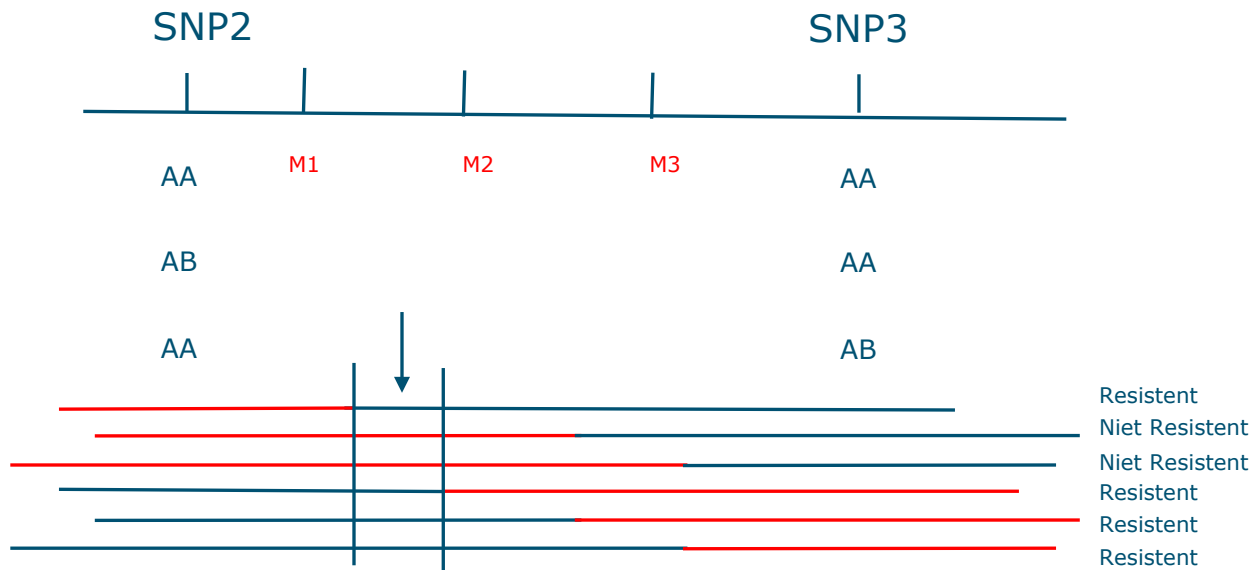 SNP2 SNP3
M1 M2 M3
AA AA
AB AA
AA AB
Resistent
Niet Resistent
Niet Resistent
Resistent
Resistent
Resistent